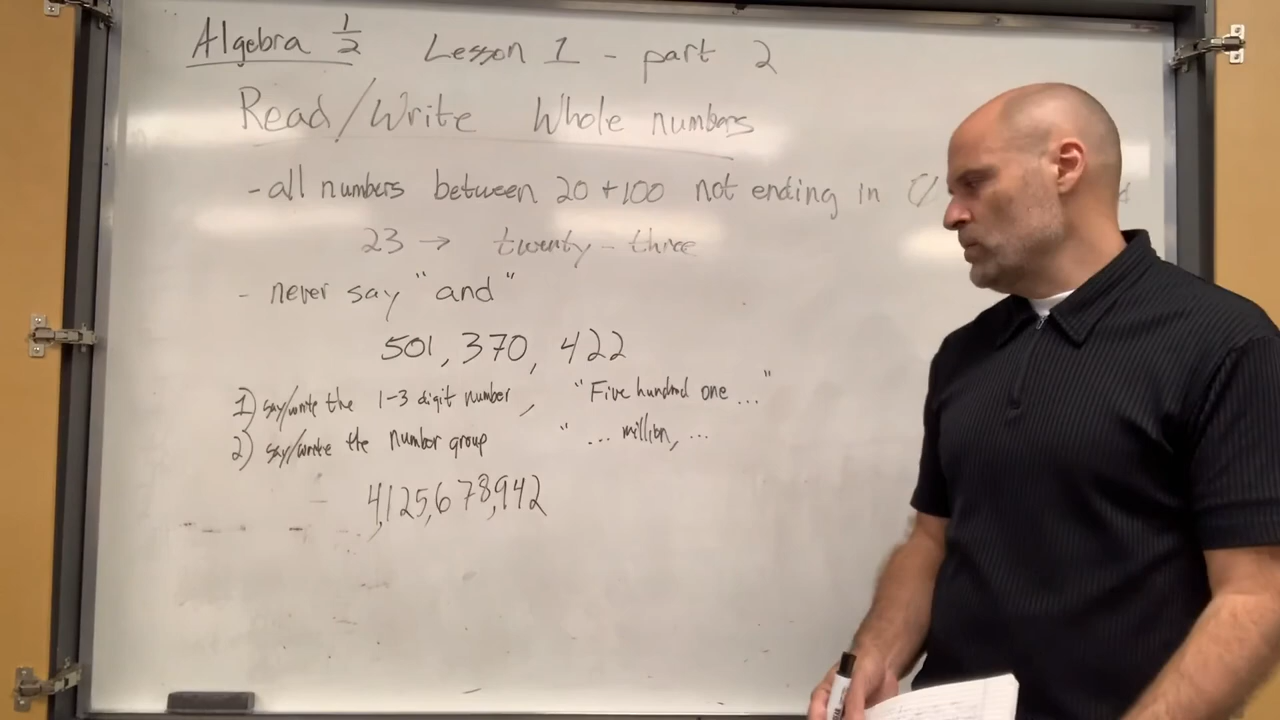 Algebra 1/2 Lesson 1 - part 2
Read/Write Whole numbers
- all numbers between 20 + 100 not ending in
23 → twenty-three
- never say "and"
501,370,422
1) say/write the 1-3 digit number, "Five hundred one ..."
2) say/write the number group "... million, ...
4,125,678,942